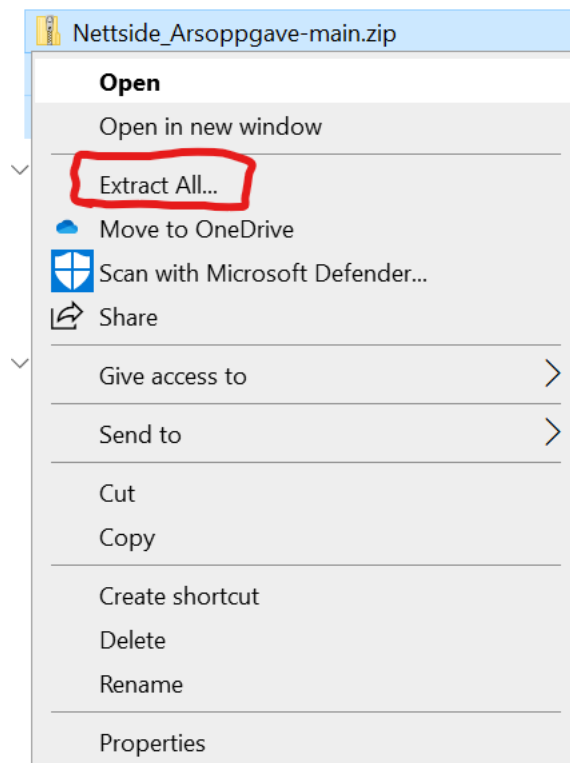 Nettside_Arsoppgave-main.zip
Open
Open in new window
Extract All...
Move to OneDrive
Scan with Microsoft Defender...
Share
Give access to
Send to
Cut
Copy
Create shortcut
Delete
Rename
Properties